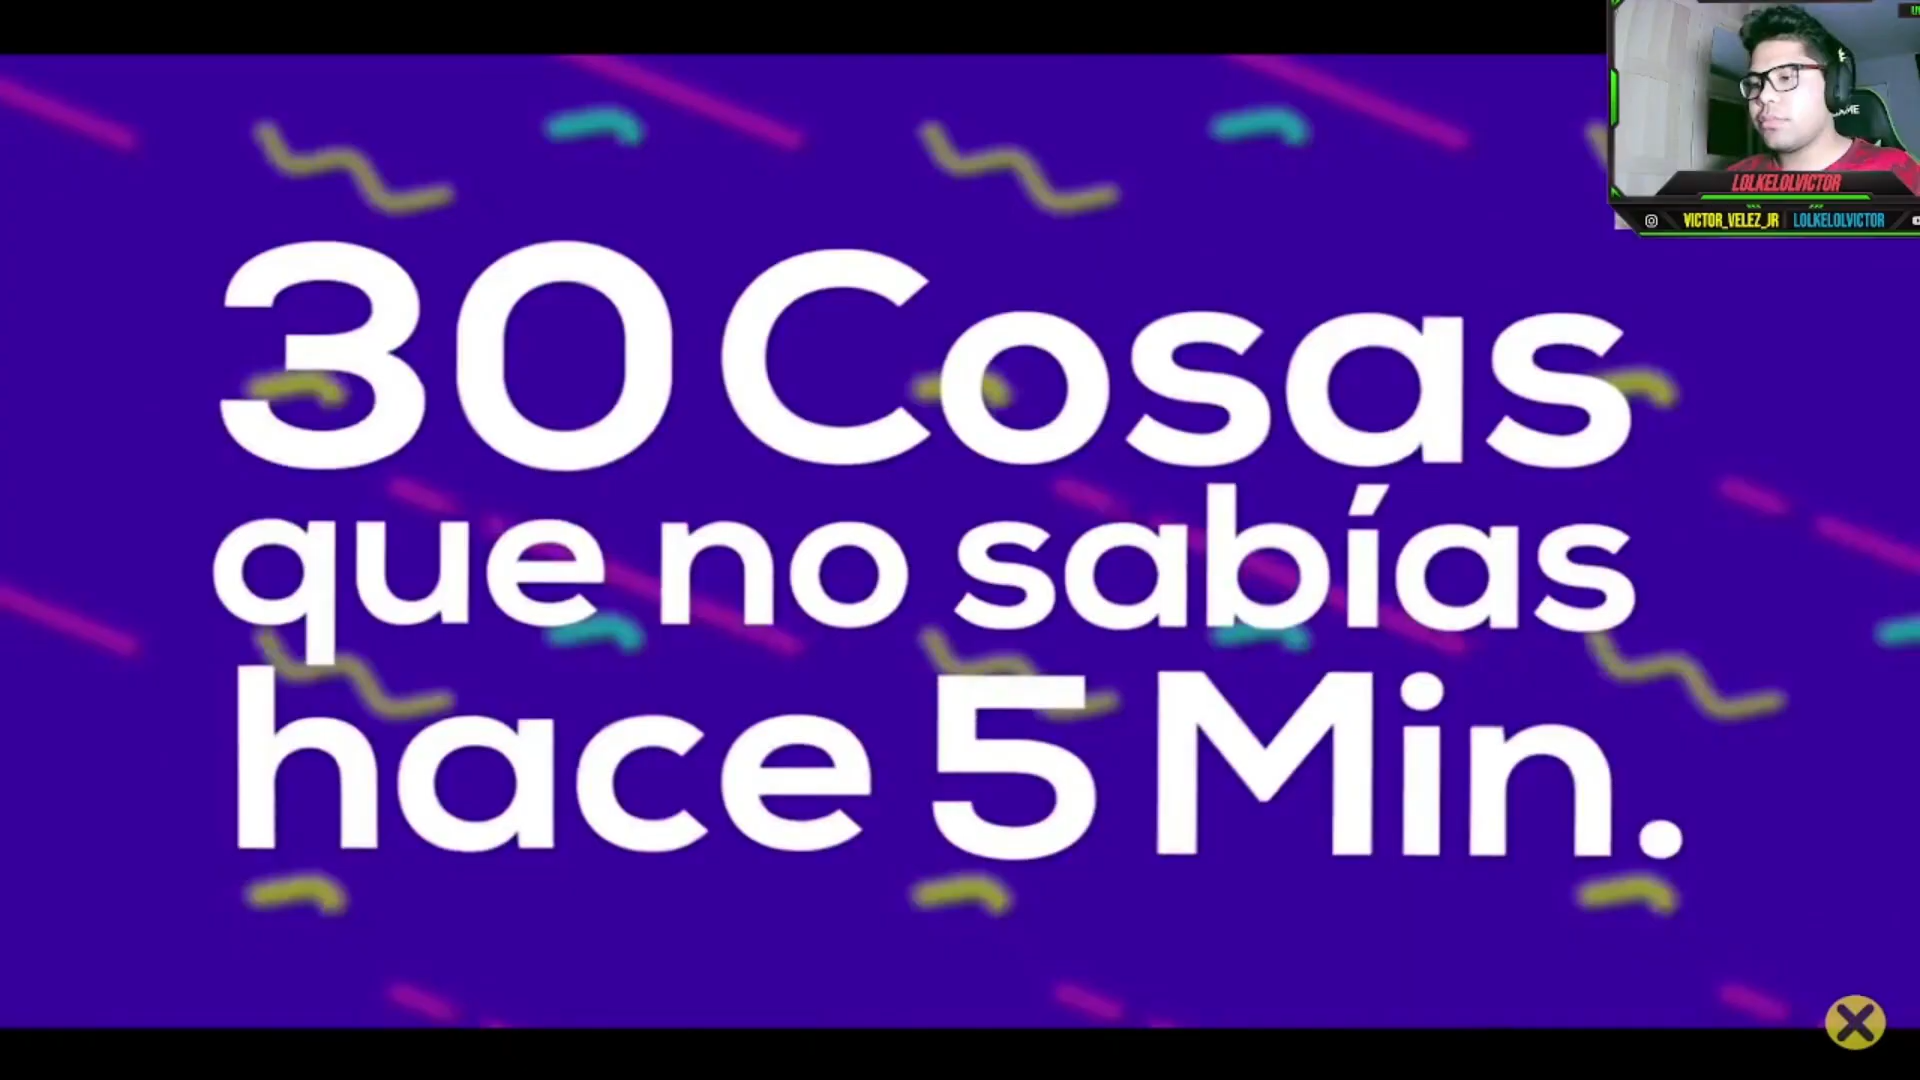 30 Cosas
que no sabías
hace 5 Min.
LOLKELOLVICTOR
VICTOR_VELEZ_JR LOLKELOLVICTOR